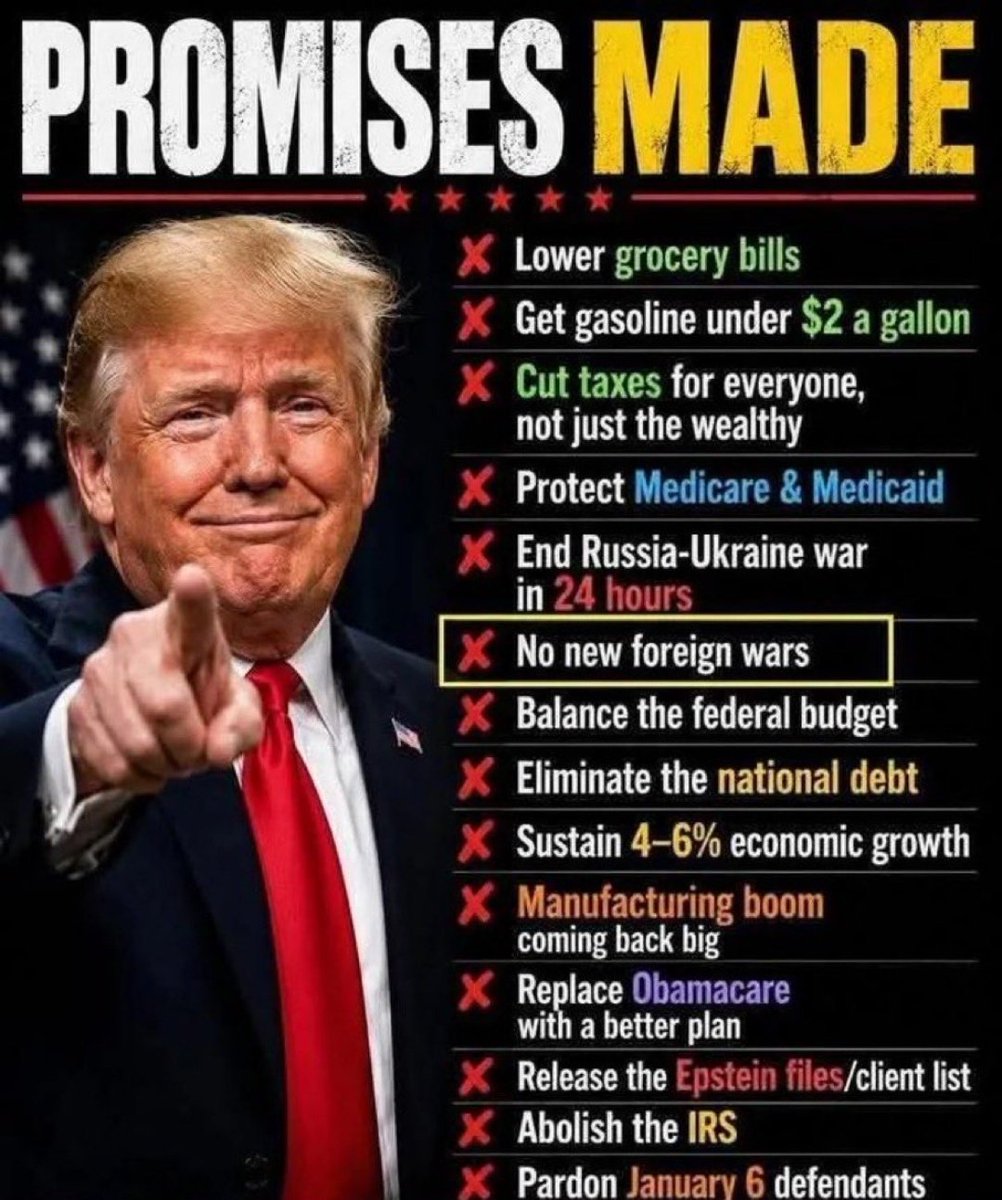 PROMISES MADE
Lower grocery bills
Get gasoline under $2 a gallon
Cut taxes for everyone,
not just the wealthy
Protect Medicare & Medicaid
End Russia-Ukraine war
in 24 hours
No new foreign wars
Balance the federal budget
Eliminate the national debt
Sustain 4–6% economic growth
Manufacturing boom
coming back big
Replace Obamacare
with a better plan
Release the Epstein files/client list
Abolish the IRS
Pardon January 6 defendants